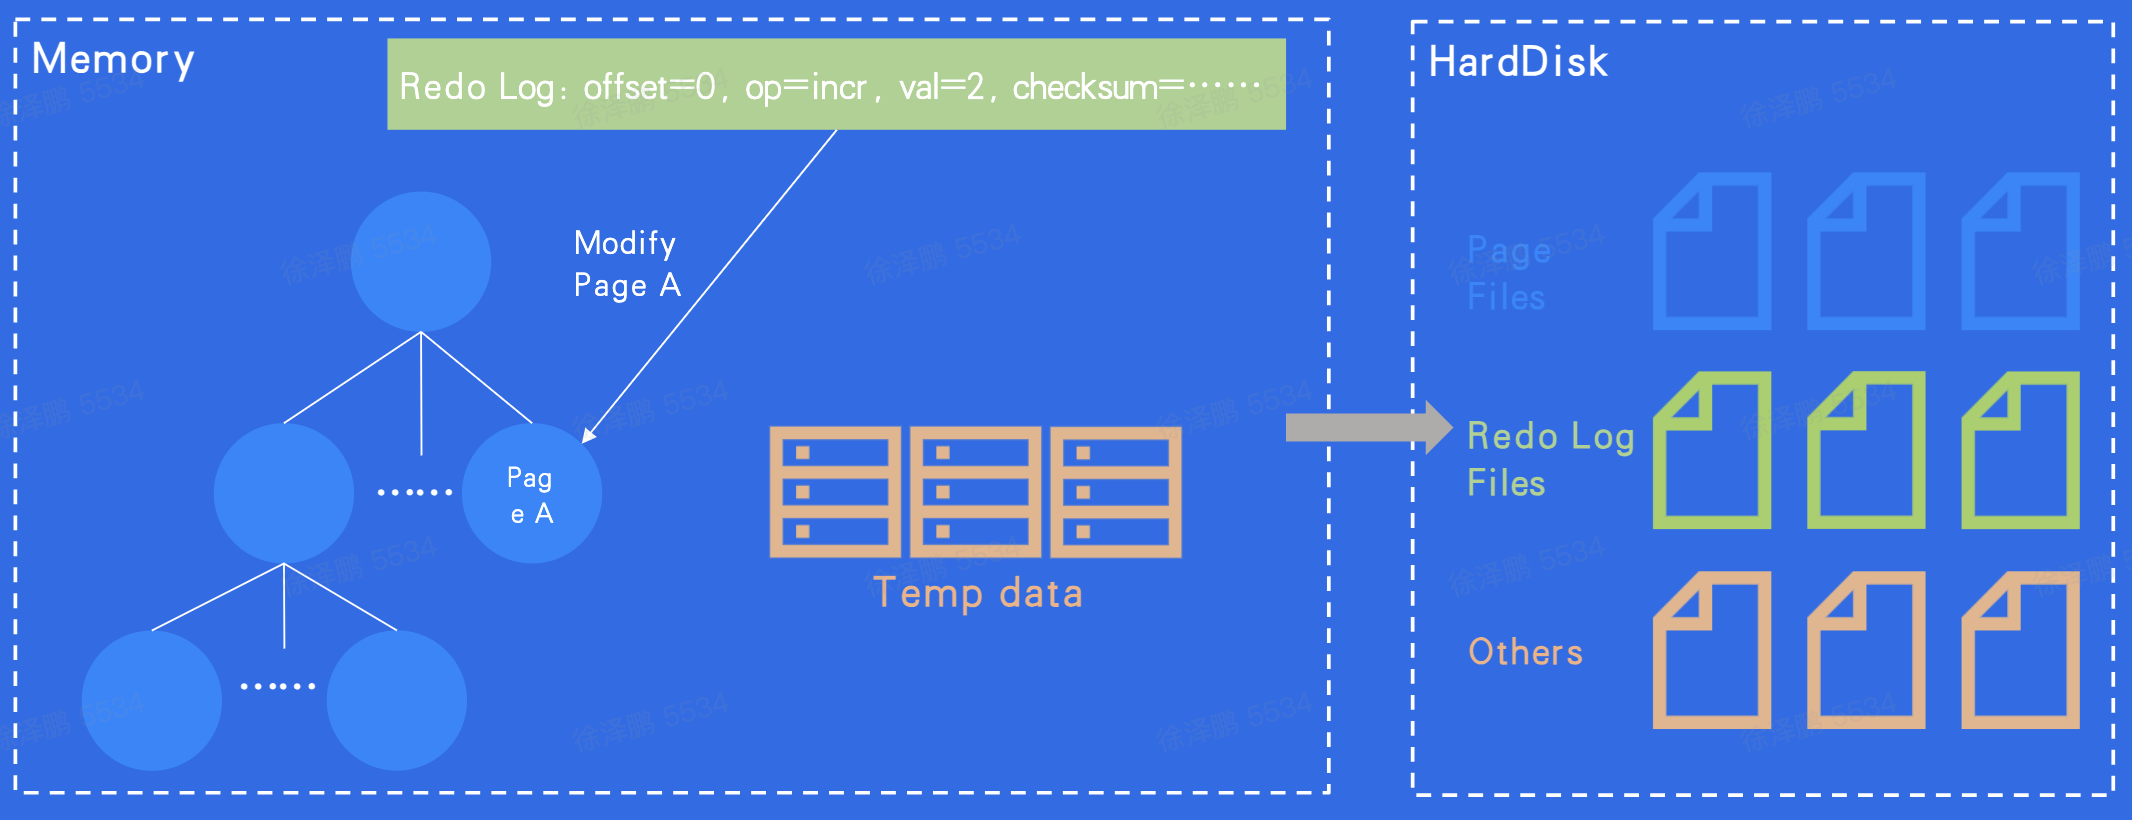 Memory
Redo Log: offset=0, op=incr, val=2, checksum=······
Modify
Page A
Pag
e A
······
······
Temp data
HardDisk
Page
Files
Redo Log
Files
Others
徐泽鹏 5534